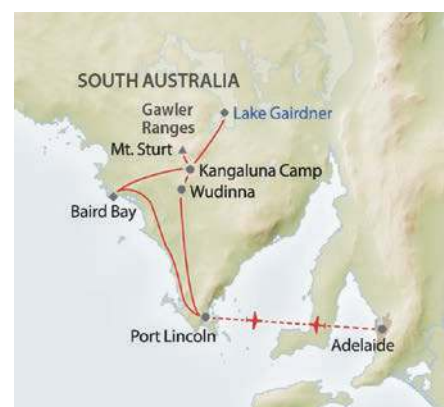 SOUTH AUSTRALIA
Gawler
Ranges
Lake Gairdner
Mt. Sturt
Kangaluna Camp
Wudinna
Baird Bay
Port Lincoln
Adelaide